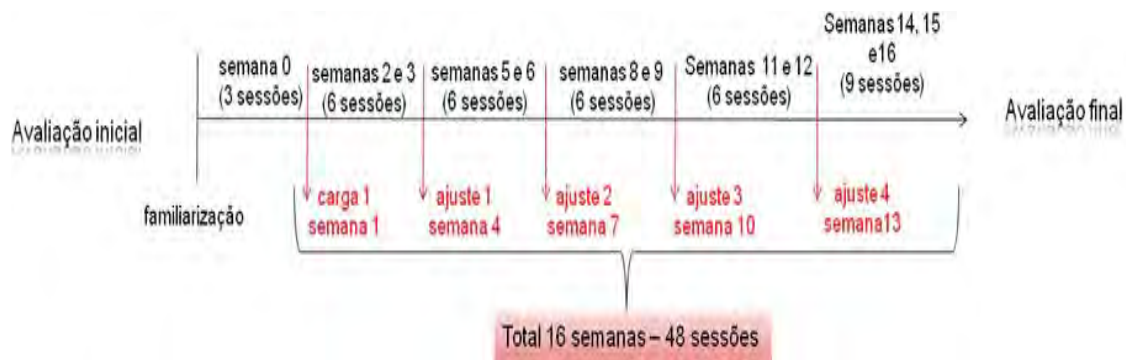 Avaliação inicial
semana 0
(3 sessões)
semanas 2 e 3
(6 sessões)
semanas 5 e 6
(6 sessões)
semanas 8 e 9
(6 sessões)
Semanas 11 e 12
(6 sessões)
Semanas 14, 15
e16
(9 sessões)
Avaliação final
familiarização
carga 1
semana 1
ajuste 1
semana 4
ajuste 2
semana 7
ajuste 3
semana 10
ajuste 4
semana13
Total 16 semanas – 48 sessões